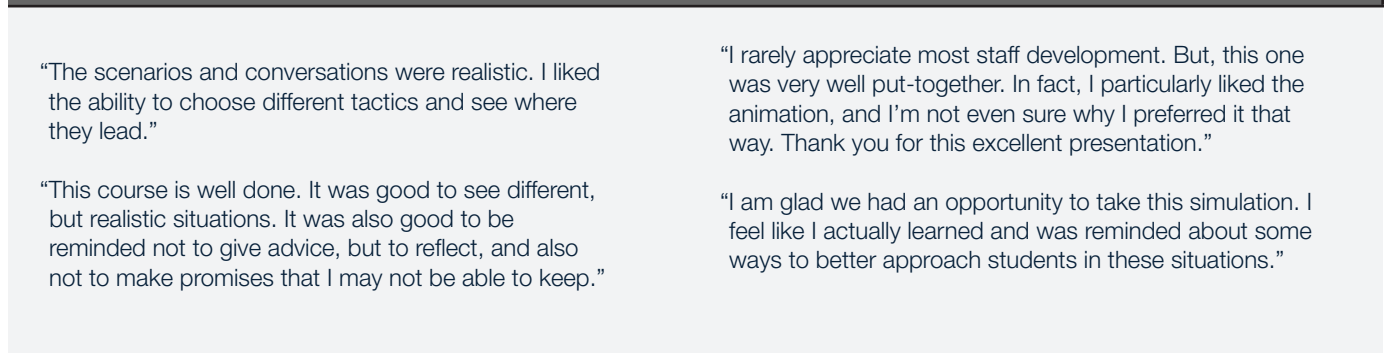 “The scenarios and conversations were realistic. I liked
the ability to choose different tactics and see where
they lead.”
“This course is well done. It was good to see different,
but realistic situations. It was also good to be
reminded not to give advice, but to reflect, and also
not to make promises that I may not be able to keep.”
“I rarely appreciate most staff development. But, this one
was very well put-together. In fact, I particularly liked the
animation, and I’m not even sure why I preferred it that
way. Thank you for this excellent presentation.”
“I am glad we had an opportunity to take this simulation. I
feel like I actually learned and was reminded about some
ways to better approach students in these situations.”